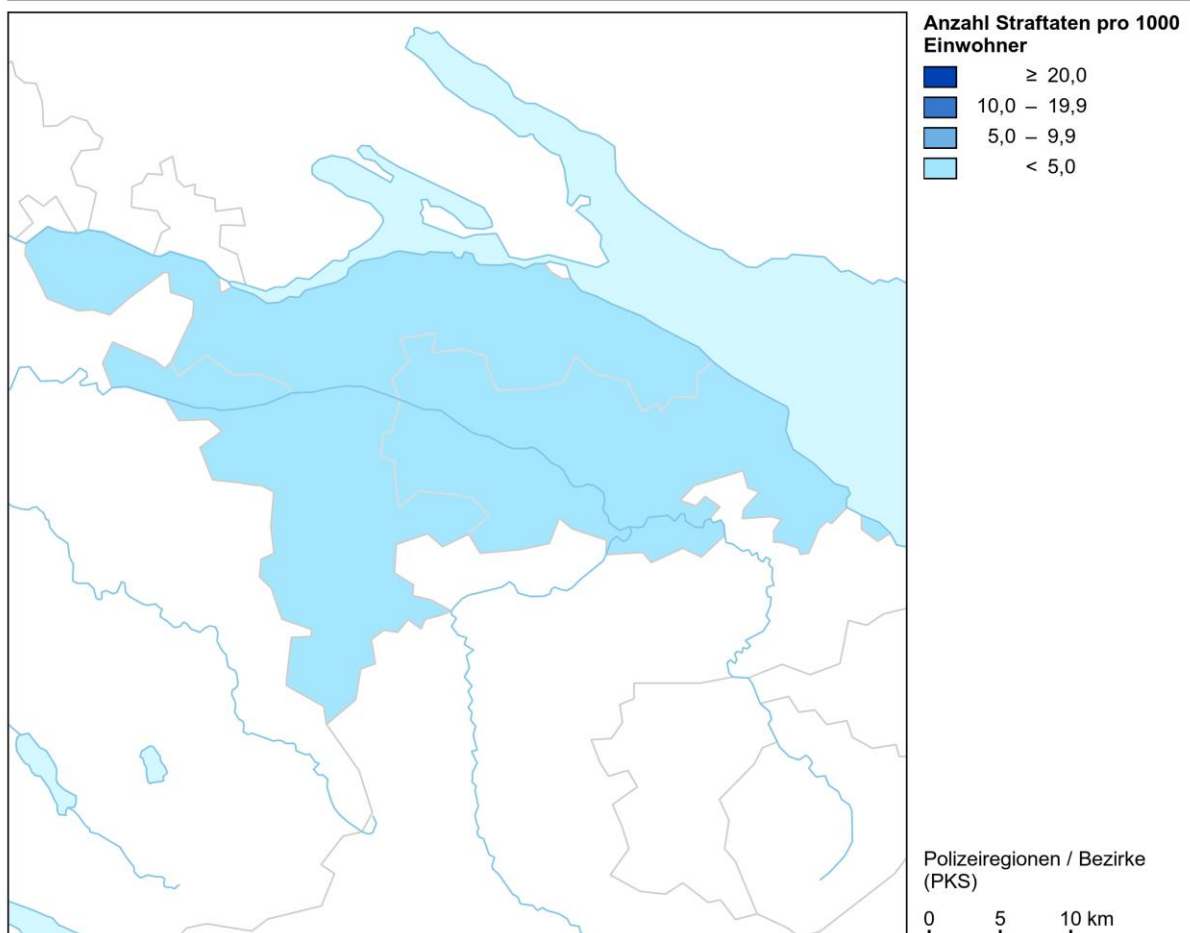 Anzahl Straftaten pro 1000
Einwohner
≥ 20,0
10,0 – 19,9
5,0 – 9,9
< 5,0
Polizeiregionen / Bezirke
(PKS)
0 5 10 km